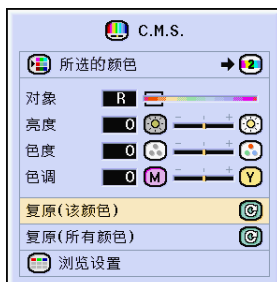 C.M.S.
所选的颜色 2
对象 R
亮度 0 - +
色度 0 - +
色调 0 M - + Y
复原(该颜色)
复原(所有颜色)
浏览设置